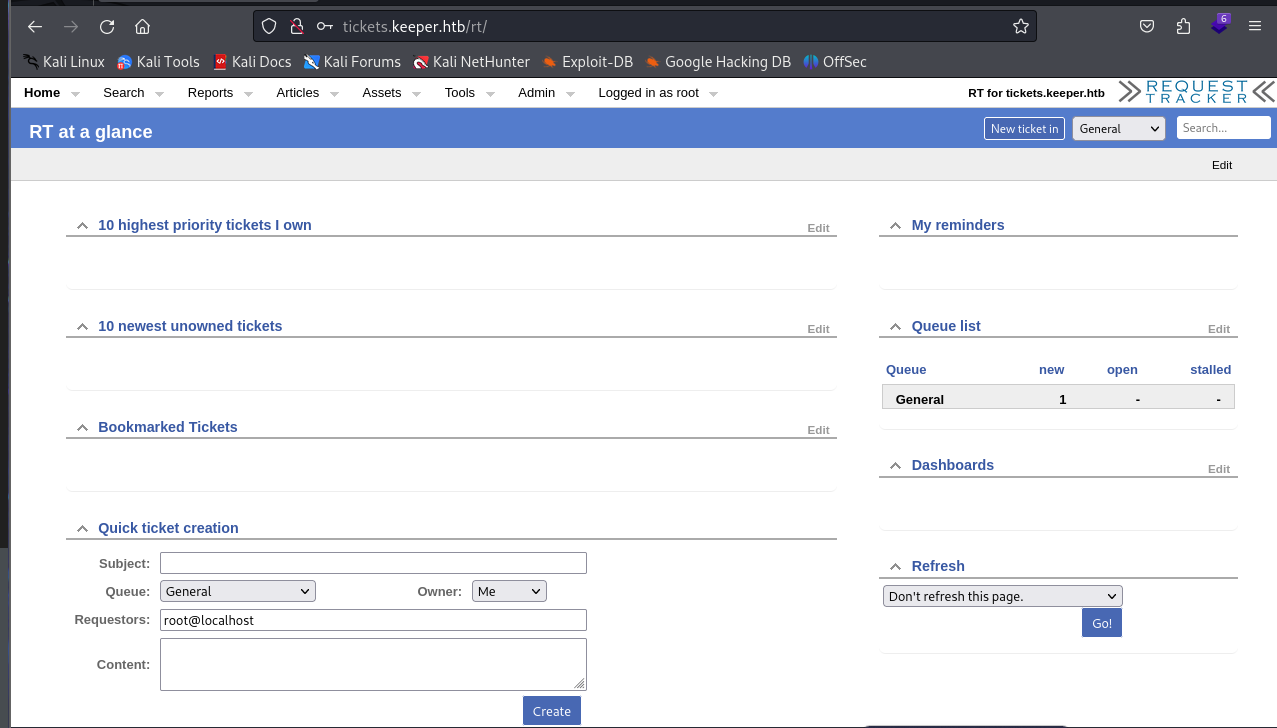 tickets.keeper.htb/rt/
6
Kali Linux Kali Tools Kali Docs Kali Forums Kali NetHunter Exploit-DB Google Hacking DB OffSec
Home Search Reports Articles Assets Tools Admin Logged in as root RT for tickets.keeper.htb REQUEST TRACKER
RT at a glance New ticket in General Search...
Edit
10 highest priority tickets I own Edit
My reminders
10 newest unowned tickets Edit
Queue list Edit
Queue new open stalled
General 1 - -
Bookmarked Tickets Edit
Dashboards Edit
Quick ticket creation
Subject:
Queue: General Owner: Me
Requestors: root@localhost
Content:
Create
Refresh
Don't refresh this page.
Go!